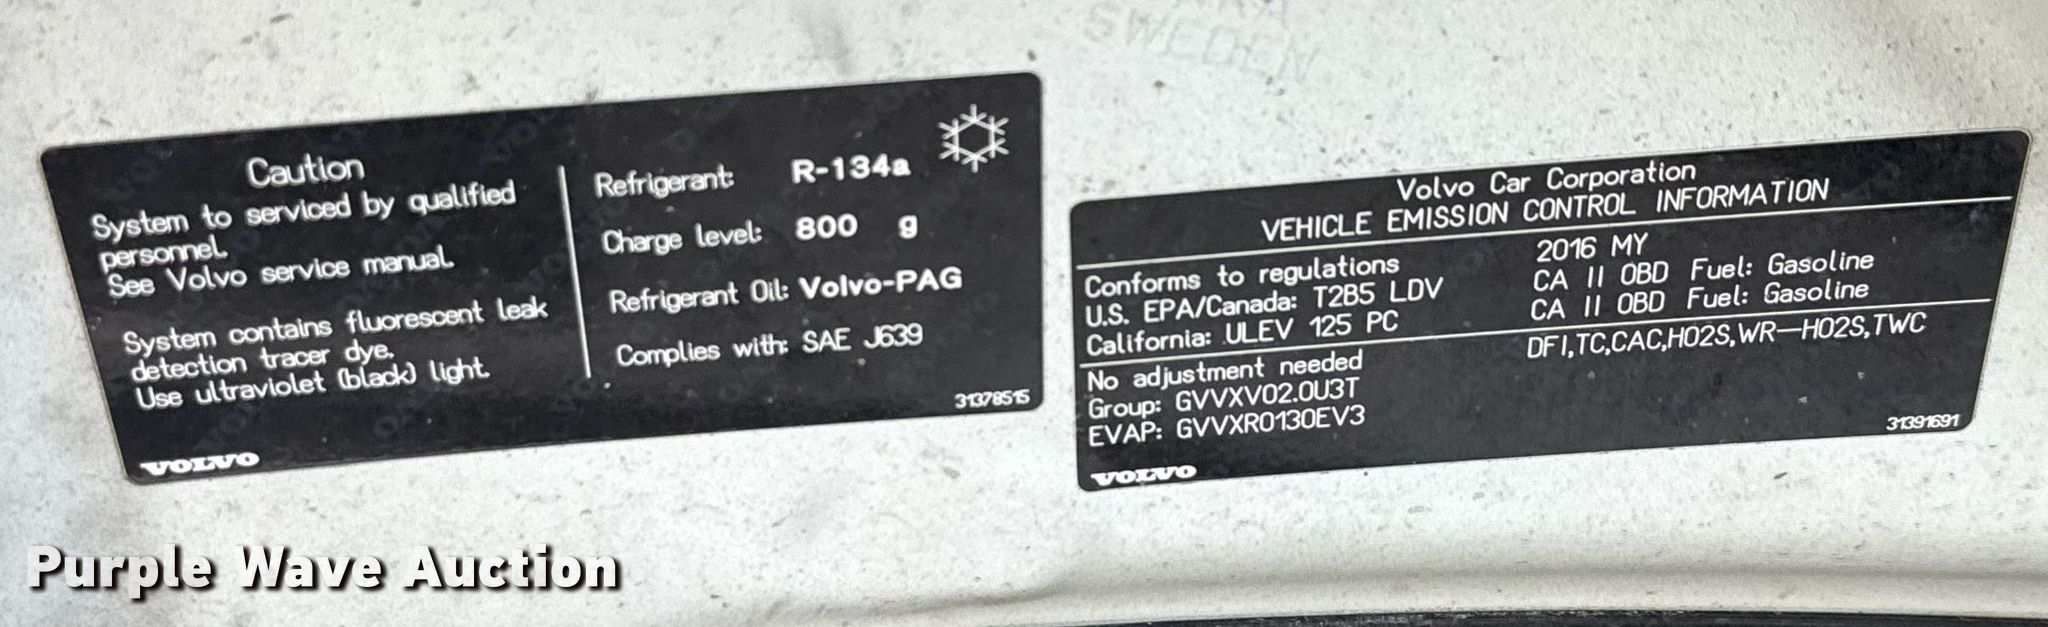 SWEDEN
Caution
System to serviced by qualified
personnel.
See Volvo service manual.
System contains fluorescent leak
detection tracer dye.
Use ultraviolet (black) light.
VOLVO
Refrigerant: R-134a
Charge level: 800 g
Refrigerant Oil: Volvo-PAG
Complies with: SAE J639
31378515
Volvo Car Corporation
VEHICLE EMISSION CONTROL INFORMATION
Conforms to regulations 2016 MY
U.S. EPA/Canada: T2B5 LDV CA II OBD Fuel: Gasoline
California: ULEV 125 PC CA II OBD Fuel: Gasoline
No adjustment needed DFI,TC,CAC,HO2S,WR-HO2S,TWC
Group: GVVXV02.0U3T
EVAP: GVVXR0130EV3
31391691
VOLVO
Purple Wave Auction